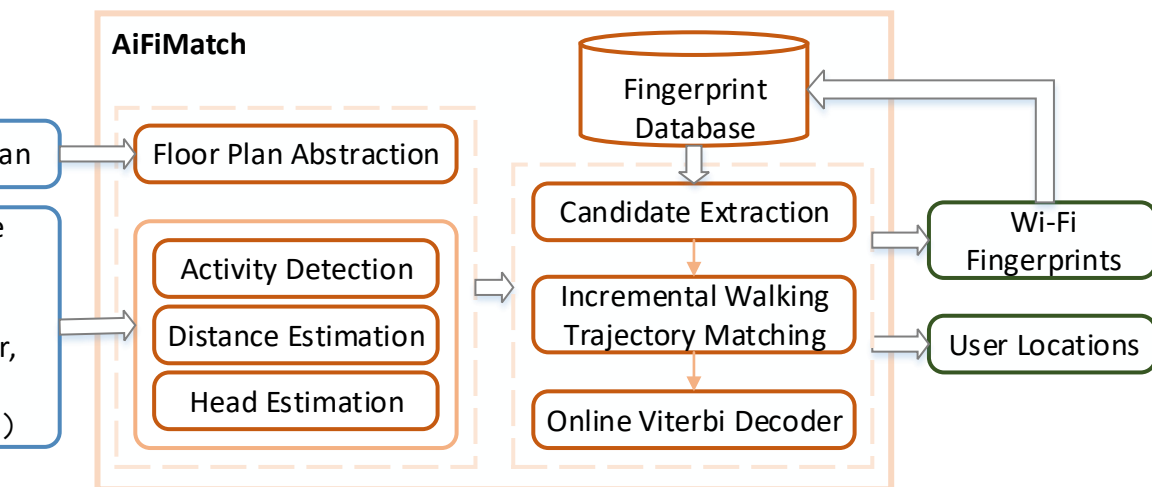 AiFiMatch
Fingerprint
Database
an
Floor Plan Abstraction
e
Activity Detection
Distance Estimation
Head Estimation
r,
)
Candidate Extraction
Incremental Walking
Trajectory Matching
Online Viterbi Decoder
Wi-Fi
Fingerprints
User Locations